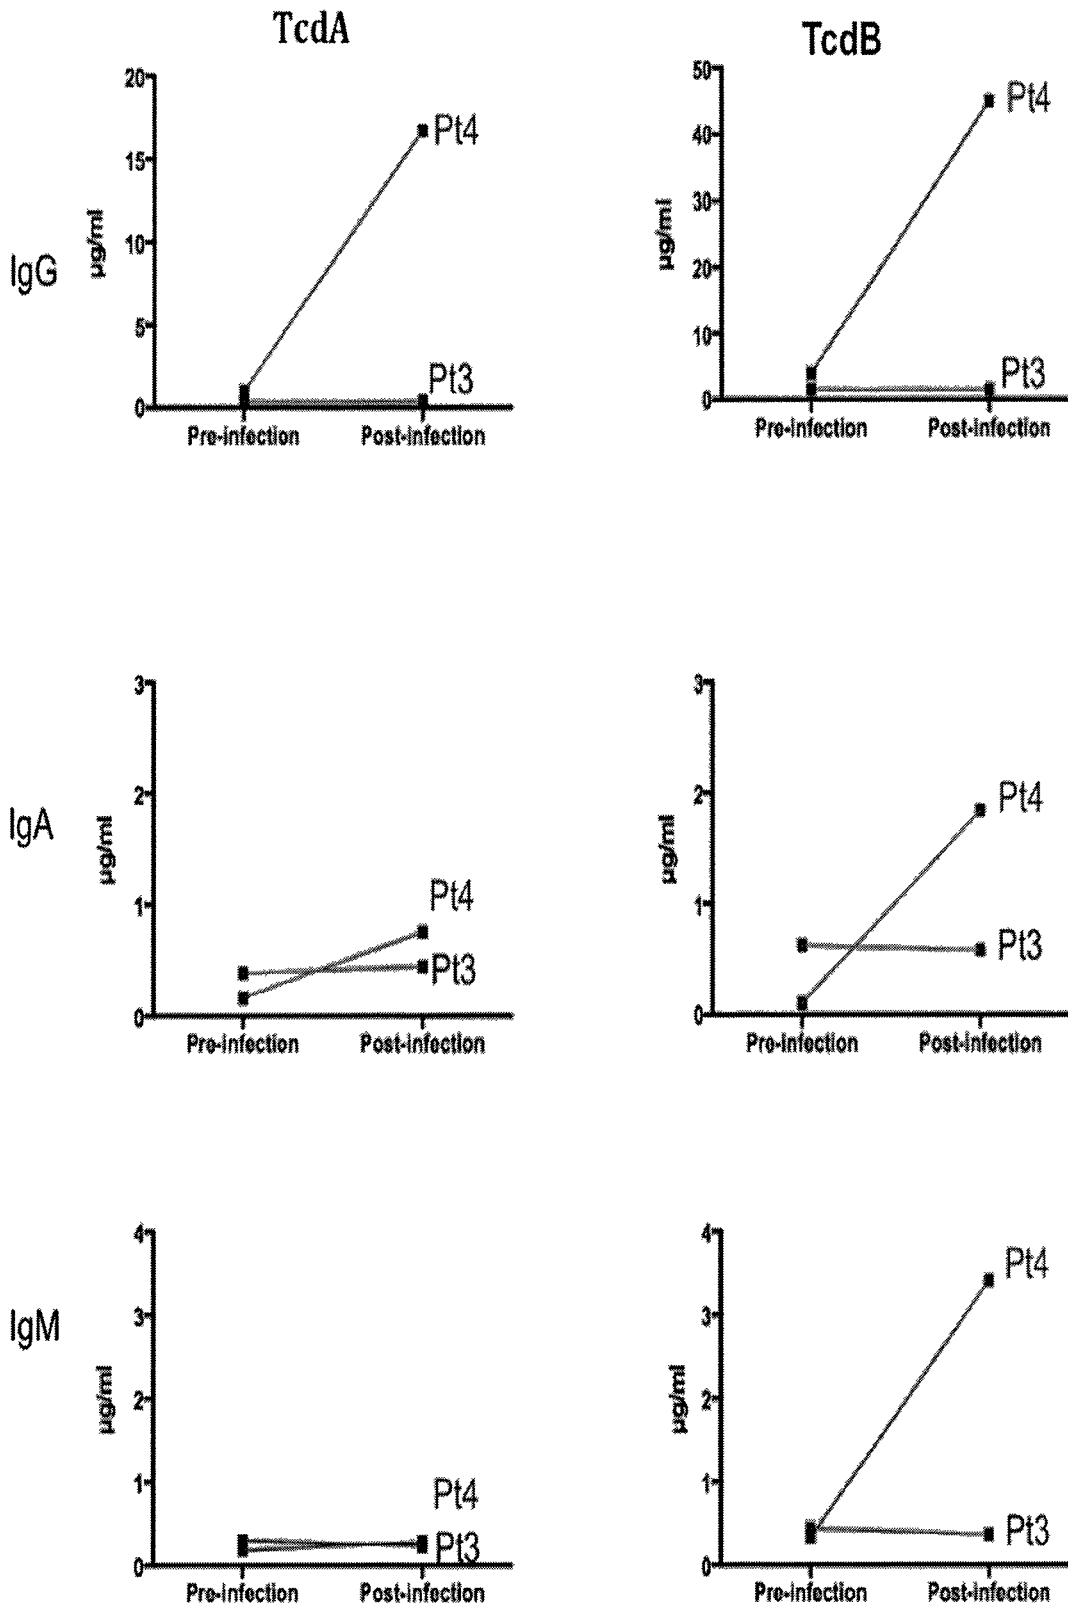 TcdA
TcdB
IgG
µg/ml
20
15
10
5
0
Pt4
Pt3
Pre-infection
Post-infection
µg/ml
50
40
30
20
10
0
Pt4
Pt3
Pre-infection
Post-infection
IgA
µg/ml
3
2
1
0
Pt4
Pt3
Pre-infection
Post-infection
µg/ml
3
2
1
0
Pt4
Pt3
Pre-infection
Post-infection
IgM
µg/ml
4
3
2
1
0
Pt4
Pt3
Pre-infection
Post-infection
µg/ml
4
3
2
1
0
Pt4
Pt3
Pre-infection
Post-infection